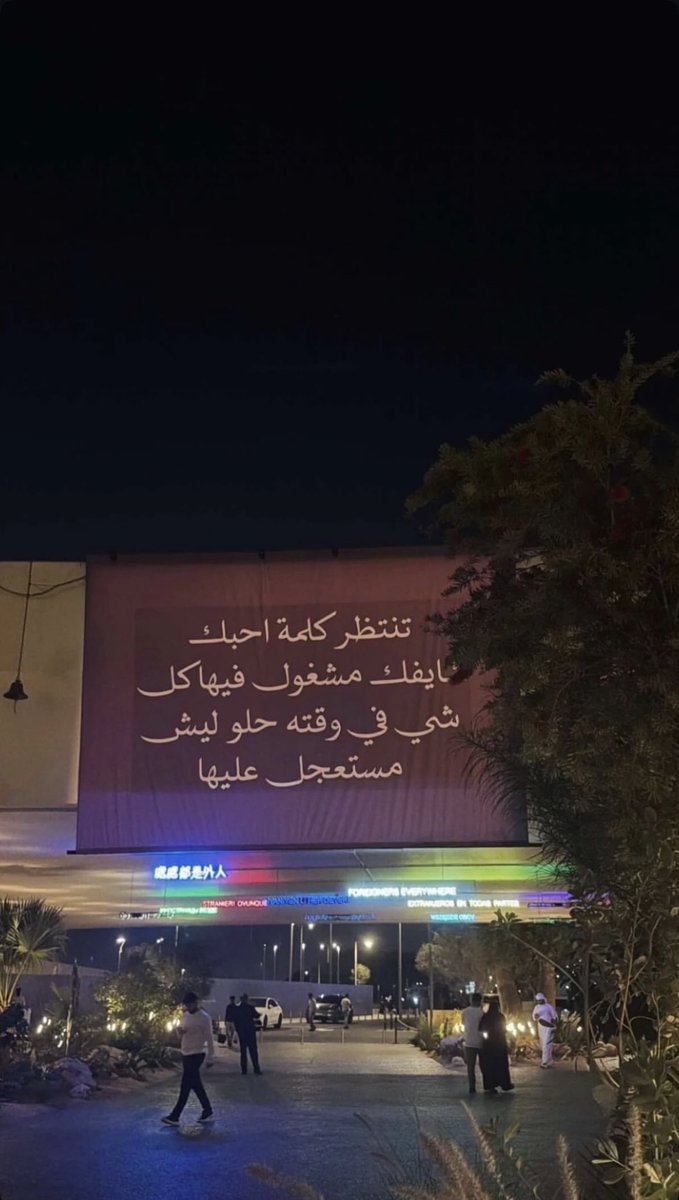 تنتظر كلمة احبك
ايفك مشغول فيهاكل
شي في وقته حلو ليش
مستعجل عليها
處處都是外人
FOREIGNERS EVERYWHERE
STRANIERI OVUNQUE
EXTRANJEROS EN TODAS PARTES